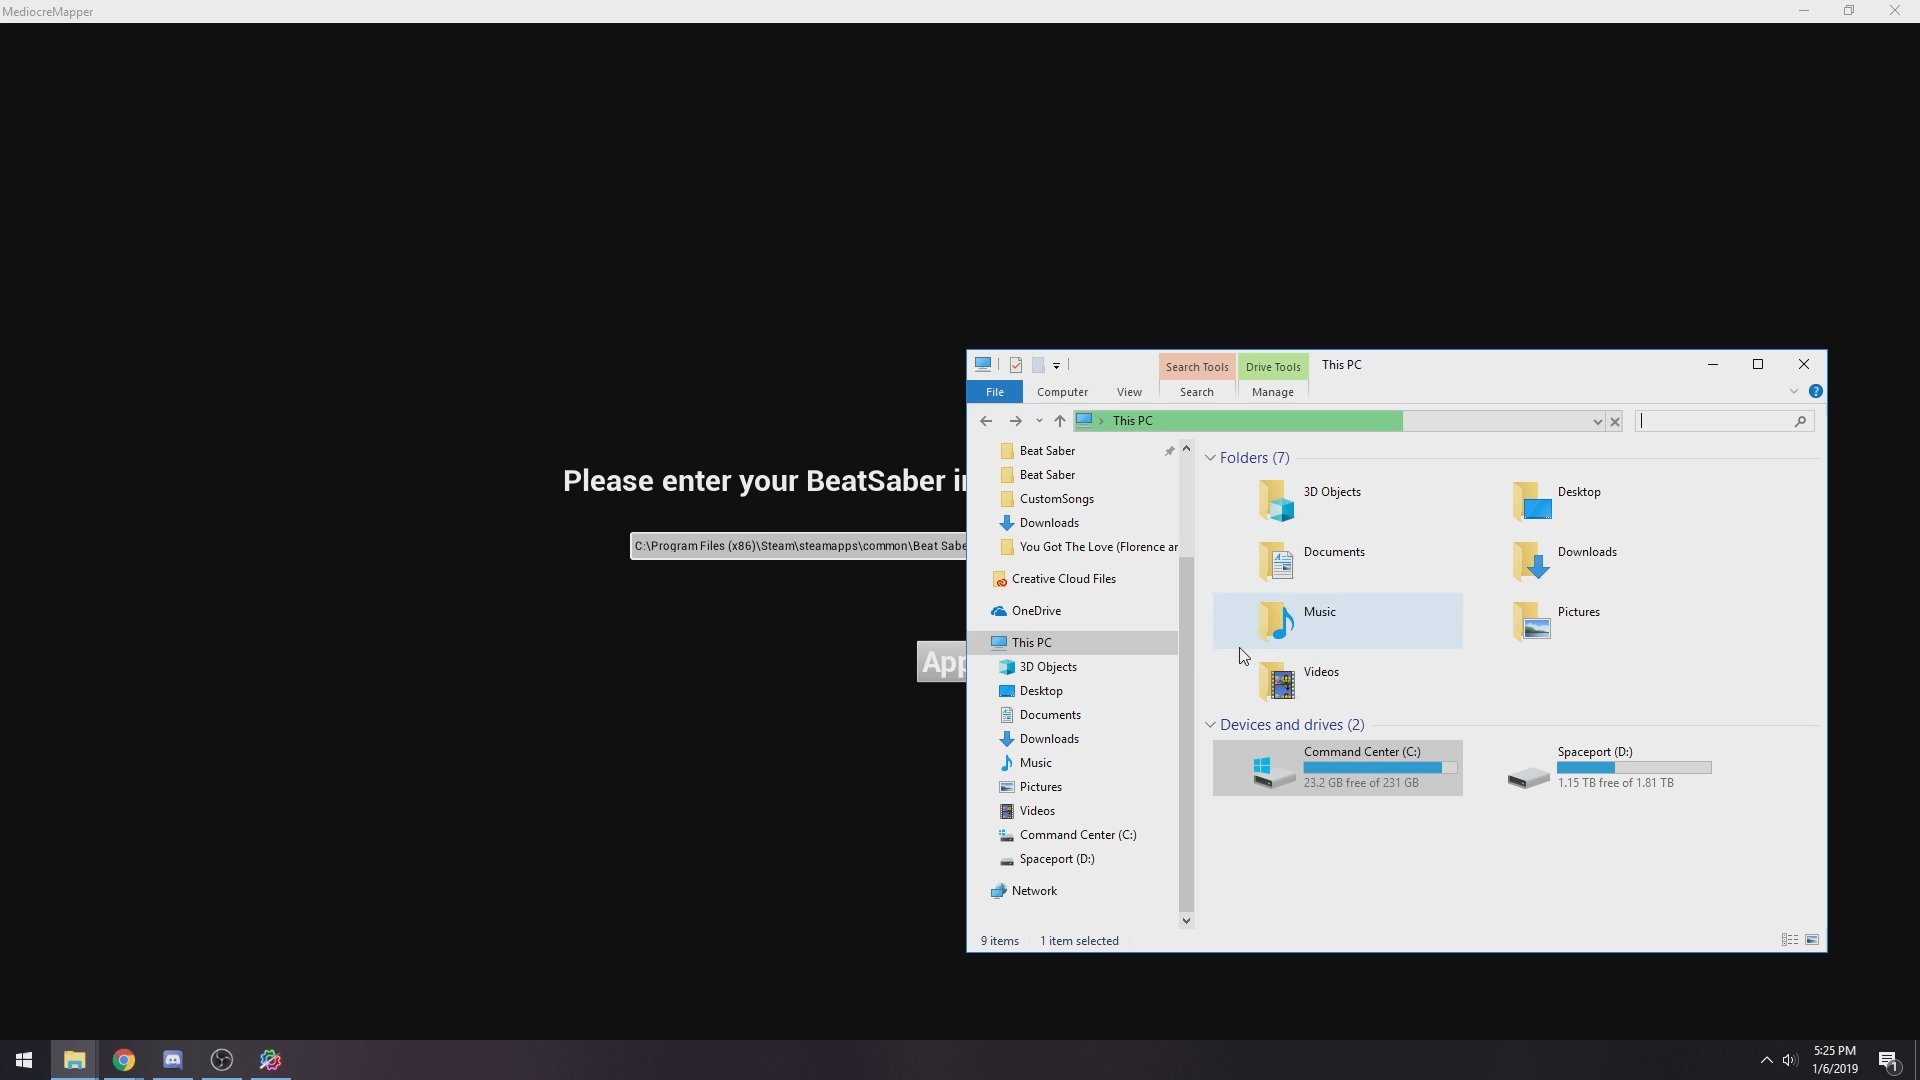 MediocreMapper
Please enter your BeatSaber
C:\Program Files (x86)\Steam\steamapps\common\Beat Sabe
App
Search Tools
Drive Tools
This PC
File
Computer
View
Search
Manage
This PC
Beat Saber
Beat Saber
CustomSongs
Downloads
You Got The Love (Florence ar
Creative Cloud Files
OneDrive
This PC
3D Objects
Desktop
Documents
Downloads
Music
Pictures
Videos
Command Center (C:)
Spaceport (D:)
Network
Folders (7)
3D Objects
Desktop
Documents
Downloads
Music
Pictures
Videos
Devices and drives (2)
Command Center (C:)
23.2 GB free of 231 GB
Spaceport (D:)
1.15 TB free of 1.81 TB
9 items
1 item selected
5:25 PM
1/6/2019
1